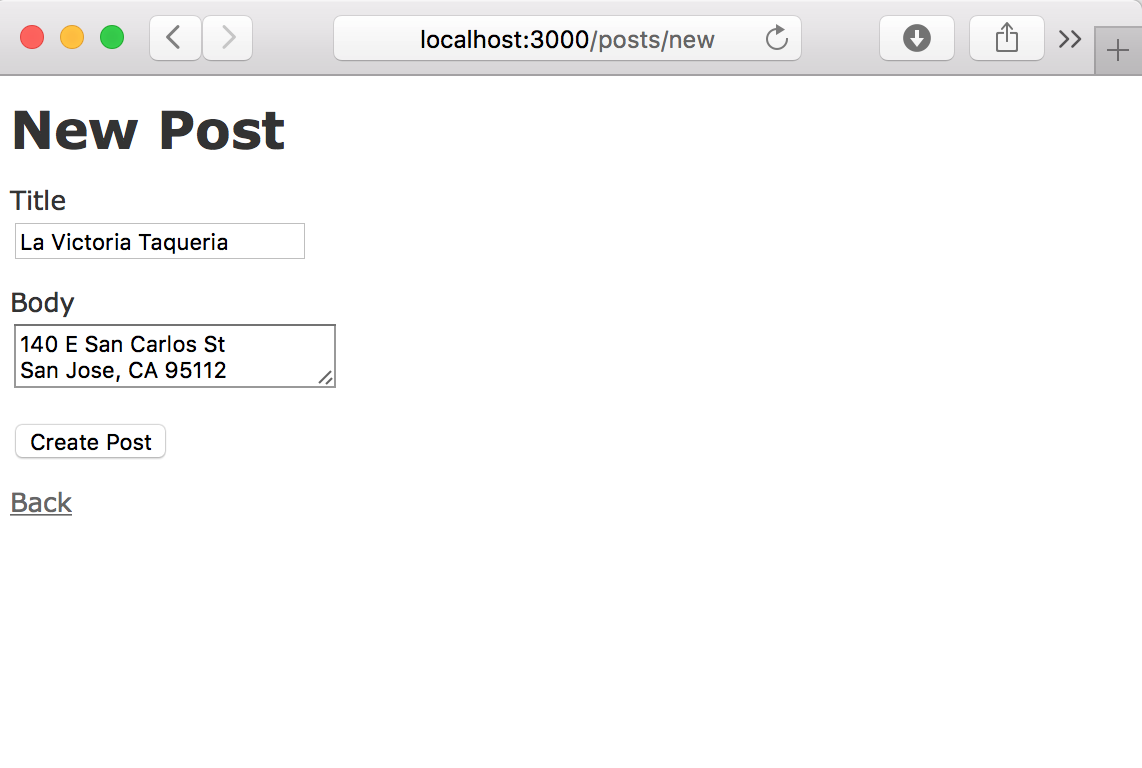 localhost:3000/posts/new
New Post
Title
La Victoria Taqueria
Body
140 E San Carlos St
San Jose, CA 95112
Create Post
Back